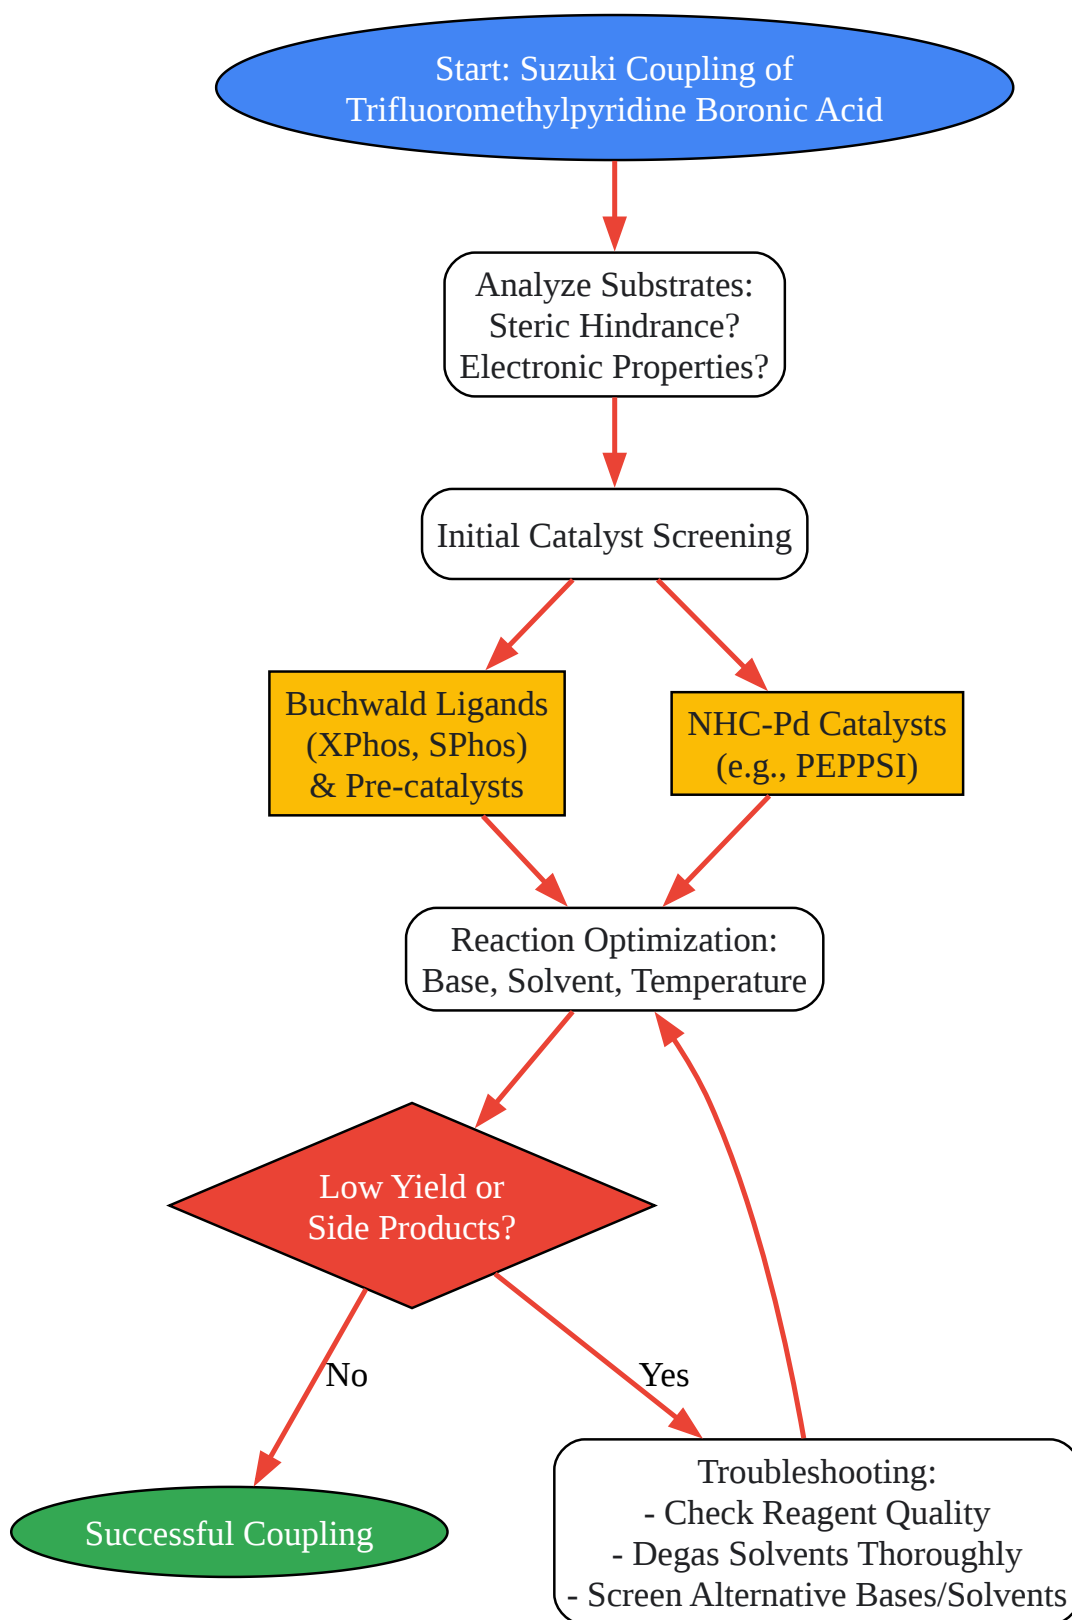 Start: Suzuki Coupling of
Trifluoromethylpyridine Boronic Acid
Analyze Substrates:
Steric Hindrance?
Electronic Properties?
Initial Catalyst Screening
Buchwald Ligands
(XPhos, SPhos)
& Pre-catalysts
NHC-Pd Catalysts
(e.g., PEPPSI)
Reaction Optimization:
Base, Solvent, Temperature
Low Yield or
Side Products?
No
Yes
Successful Coupling
Troubleshooting:
- Check Reagent Quality
- Degas Solvents Thoroughly
- Screen Alternative Bases/Solvents